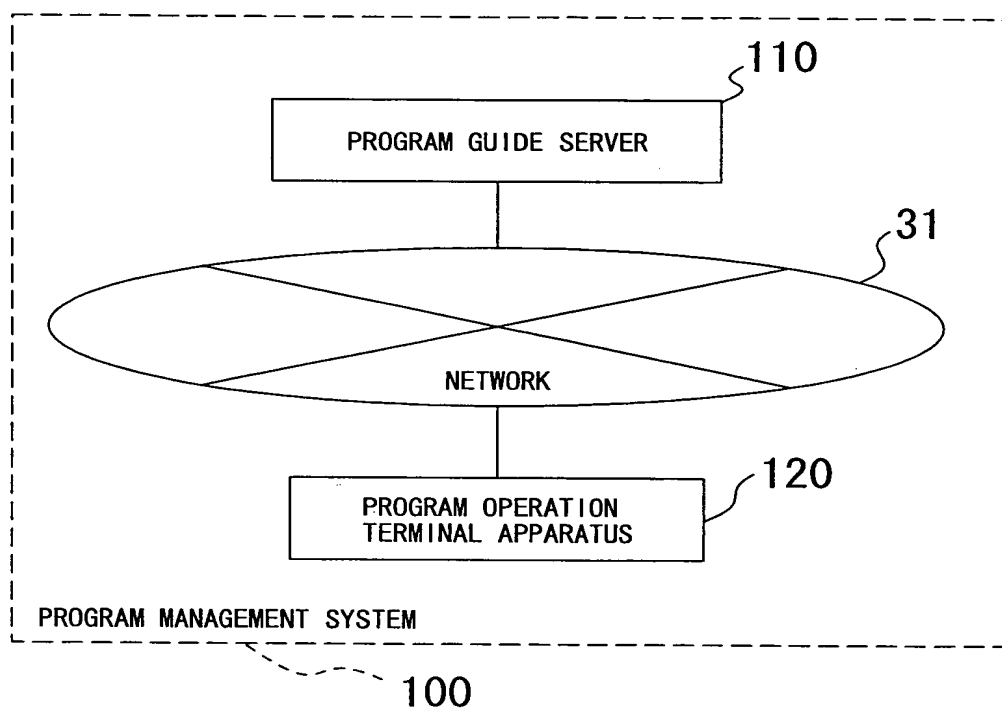 110
PROGRAM GUIDE SERVER
31
NETWORK
120
PROGRAM OPERATION
TERMINAL APPARATUS
PROGRAM MANAGEMENT SYSTEM
100